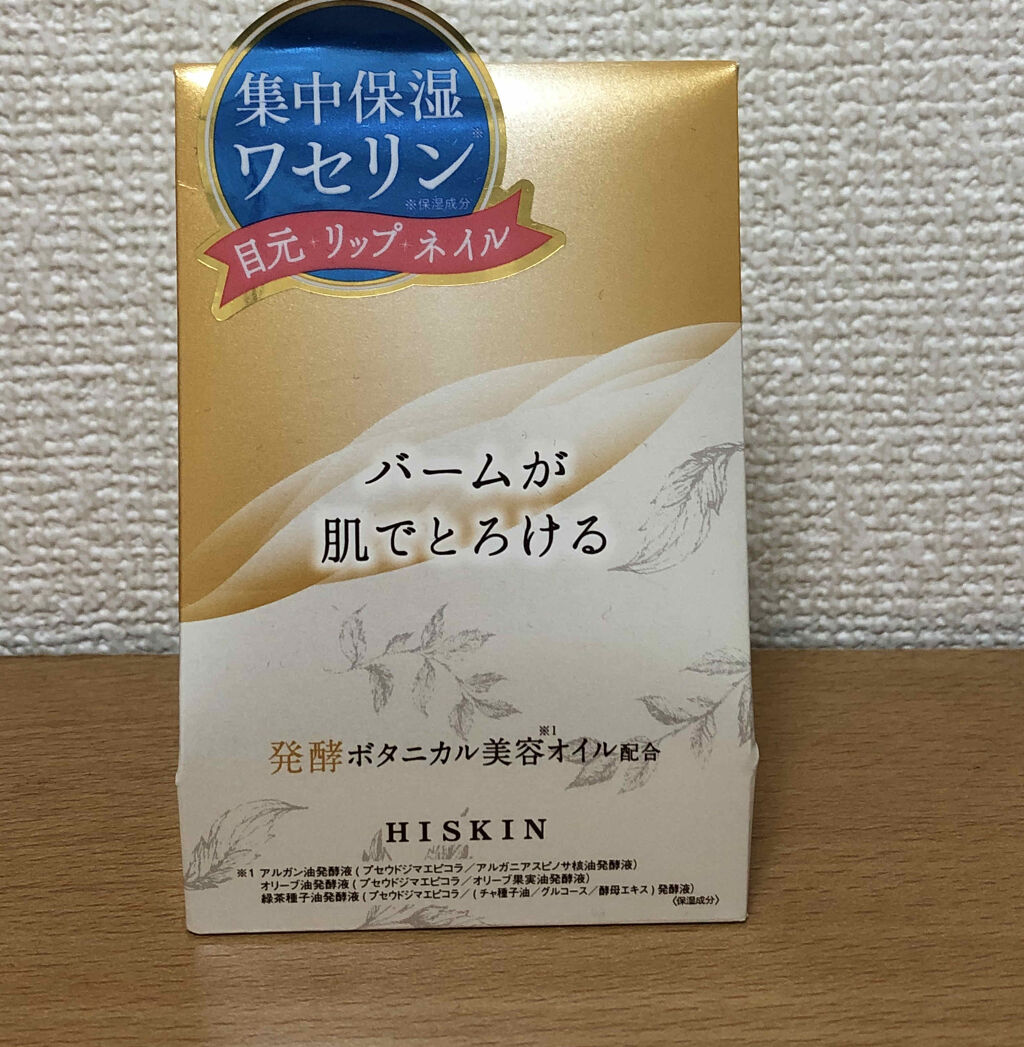 集中保湿
ワセリン※
※保湿成分
目元+リップ+ネイル
バームが
肌でとろける
発酵ボタニカル美容オイル※1配合
HISKIN
※1 アルガン油発酵液 ( プセウドジマエピコラ／アルガニアスピノサ核油発酵液)
オリーブ油発酵液 ( プセウドジマエピコラ／オリーブ果実油発酵液)
緑茶種子油発酵液 ( プセウドジマエピコラ／ ( チャ種子油／グルコース／酵母エキス ) 発酵液)
〈保湿成分〉